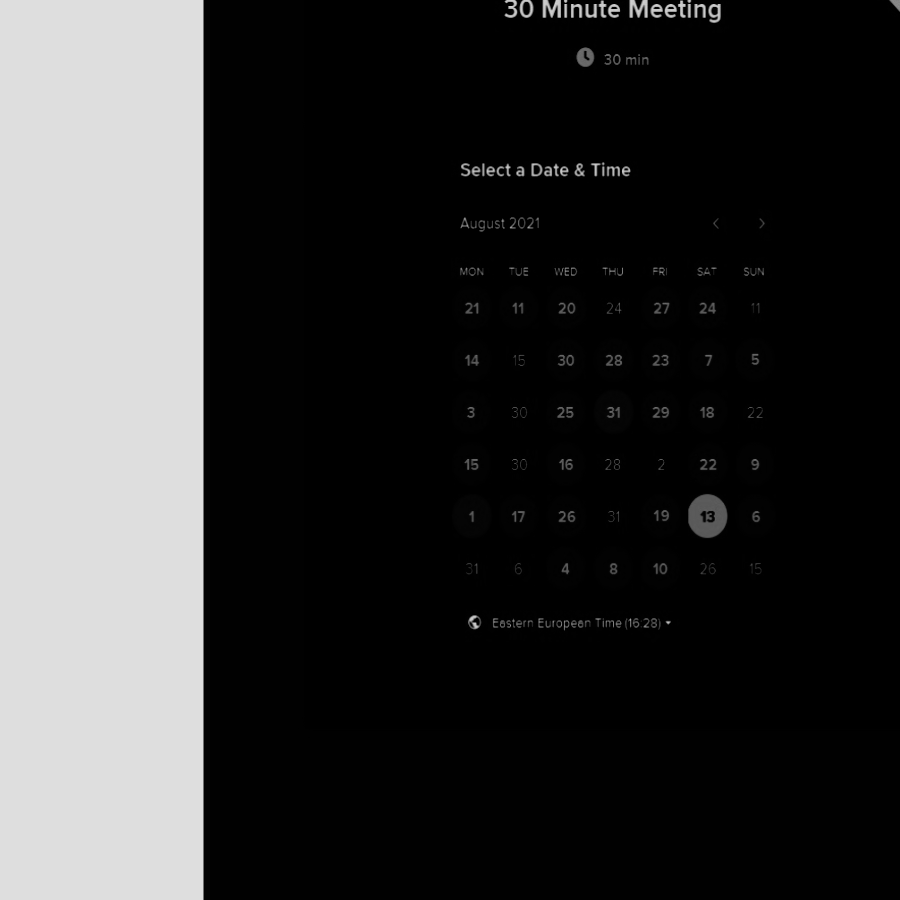 30 Minute Meeting
30 min
Select a Date & Time
August 2021
MON TUE WED THU FRI SAT SUN
21 11 20 24 27 24 11
14 15 30 28 23 7 5
3 30 25 31 29 18 22
15 30 16 28 2 22 9
1 17 26 31 19 13 6
31 6 4 8 10 26 15
Eastern European Time (16:28)